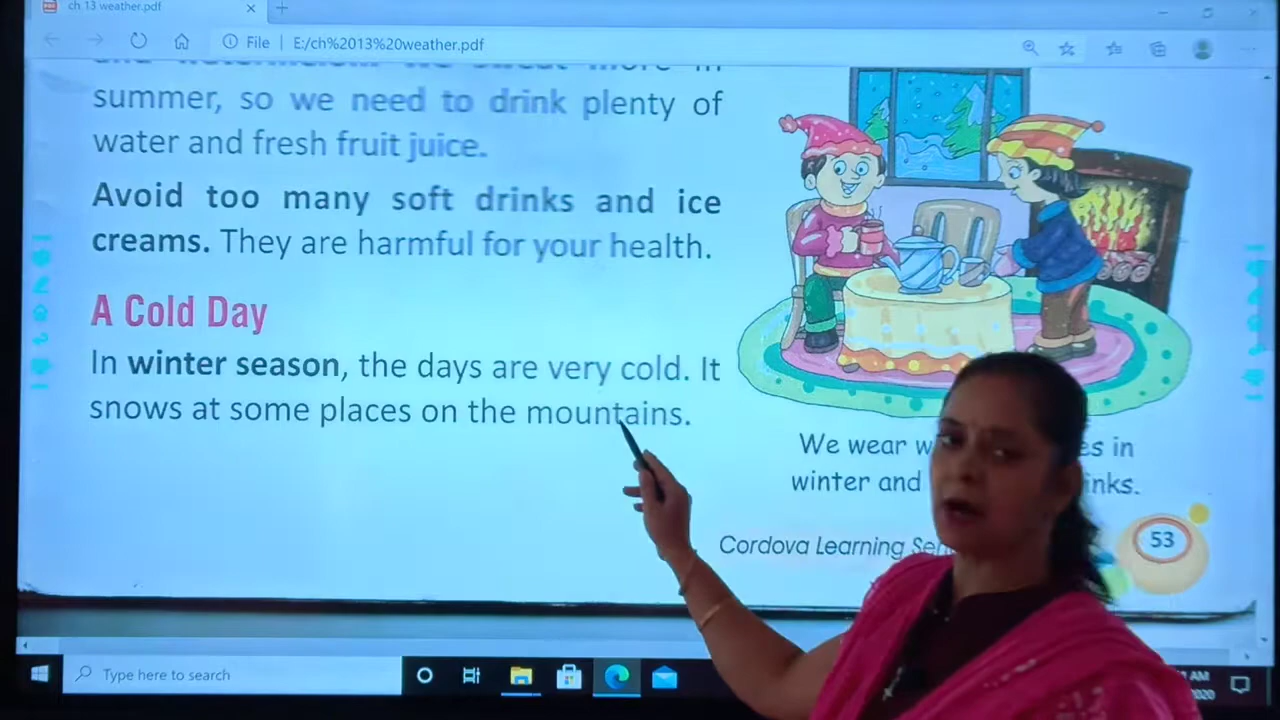 ch 13 weather.pdf
File E:/ch%2013%20weather.pdf
summer, so we need to drink plenty of
water and fresh fruit juice.
Avoid too many soft drinks and ice
creams. They are harmful for your health.
A Cold Day
In winter season, the days are very cold. It
snows at some places on the mountains.
We wear in
winter and
Cordova Learning
53
Type here to search
AM
2020